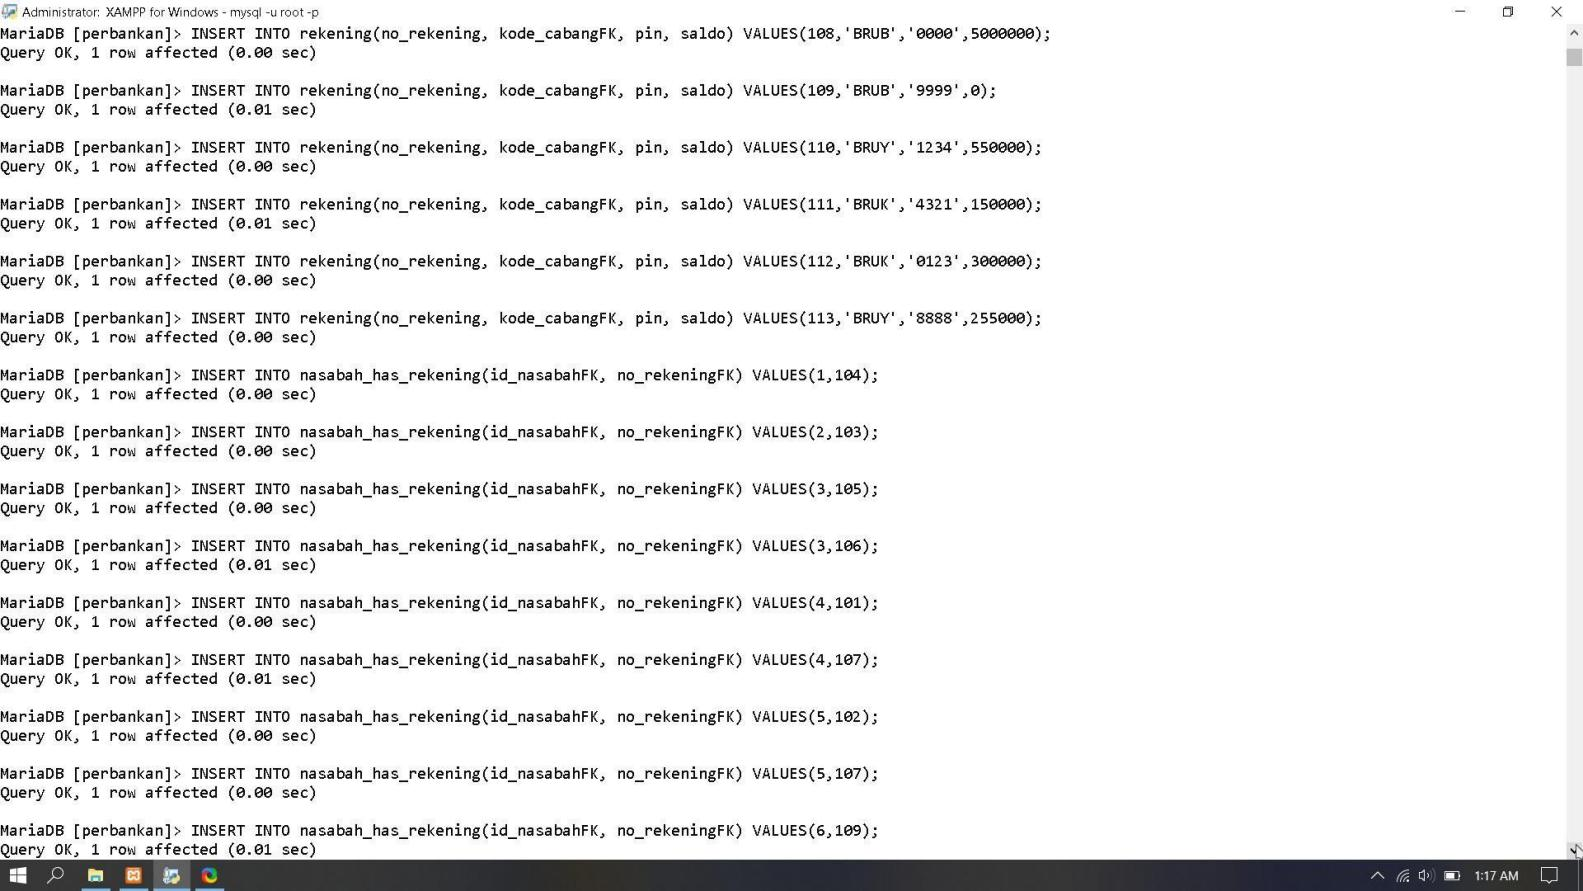 Administrator: XAMPP for Windows - mysql -u root -p
MariaDB [perbankan]> INSERT INTO rekening(no_rekening, kode_cabangFK, pin, saldo) VALUES(108,'BRUB','0000',5000000);
Query OK, 1 row affected (0.00 sec)
MariaDB [perbankan]> INSERT INTO rekening(no_rekening, kode_cabangFK, pin, saldo) VALUES(109,'BRUB','9999',0);
Query OK, 1 row affected (0.01 sec)
MariaDB [perbankan]> INSERT INTO rekening(no_rekening, kode_cabangFK, pin, saldo) VALUES(110,'BRUY','1234',550000);
Query OK, 1 row affected (0.00 sec)
MariaDB [perbankan]> INSERT INTO rekening(no_rekening, kode_cabangFK, pin, saldo) VALUES(111,'BRUK','4321',150000);
Query OK, 1 row affected (0.01 sec)
MariaDB [perbankan]> INSERT INTO rekening(no_rekening, kode_cabangFK, pin, saldo) VALUES(112,'BRUK','0123',300000);
Query OK, 1 row affected (0.00 sec)
MariaDB [perbankan]> INSERT INTO rekening(no_rekening, kode_cabangFK, pin, saldo) VALUES(113,'BRUY','8888',255000);
Query OK, 1 row affected (0.00 sec)
MariaDB [perbankan]> INSERT INTO nasabah_has_rekening(id_nasabahFK, no_rekeningFK) VALUES(1,104);
Query OK, 1 row affected (0.00 sec)
MariaDB [perbankan]> INSERT INTO nasabah_has_rekening(id_nasabahFK, no_rekeningFK) VALUES(2,103);
Query OK, 1 row affected (0.00 sec)
MariaDB [perbankan]> INSERT INTO nasabah_has_rekening(id_nasabahFK, no_rekeningFK) VALUES(3,105);
Query OK, 1 row affected (0.00 sec)
MariaDB [perbankan]> INSERT INTO nasabah_has_rekening(id_nasabahFK, no_rekeningFK) VALUES(3,106);
Query OK, 1 row affected (0.01 sec)
MariaDB [perbankan]> INSERT INTO nasabah_has_rekening(id_nasabahFK, no_rekeningFK) VALUES(4,101);
Query OK, 1 row affected (0.00 sec)
MariaDB [perbankan]> INSERT INTO nasabah_has_rekening(id_nasabahFK, no_rekeningFK) VALUES(4,107);
Query OK, 1 row affected (0.01 sec)
MariaDB [perbankan]> INSERT INTO nasabah_has_rekening(id_nasabahFK, no_rekeningFK) VALUES(5,102);
Query OK, 1 row affected (0.00 sec)
MariaDB [perbankan]> INSERT INTO nasabah_has_rekening(id_nasabahFK, no_rekeningFK) VALUES(5,107);
Query OK, 1 row affected (0.00 sec)
MariaDB [perbankan]> INSERT INTO nasabah_has_rekening(id_nasabahFK, no_rekeningFK) VALUES(6,109);
Query OK, 1 row affected (0.01 sec)
1:17 AM